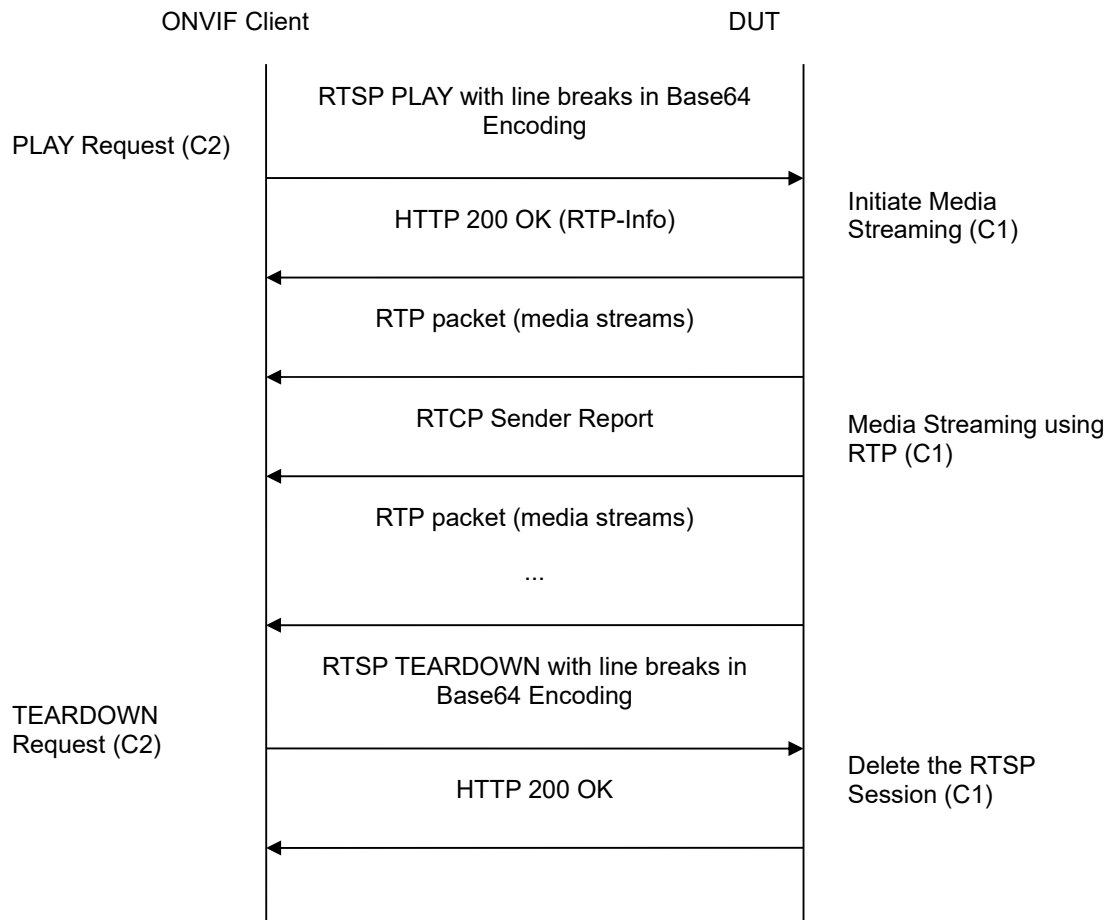 ONVIF Client
DUT
RTSP PLAY with line breaks in Base64
Encoding
PLAY Request (C2)
Initiate Media
Streaming (C1)
HTTP 200 OK (RTP-Info)
RTP packet (media streams)
RTCP Sender Report
Media Streaming using
RTP (C1)
RTP packet (media streams)
...
RTSP TEARDOWN with line breaks in
Base64 Encoding
TEARDOWN
Request (C2)
HTTP 200 OK
Delete the RTSP
Session (C1)